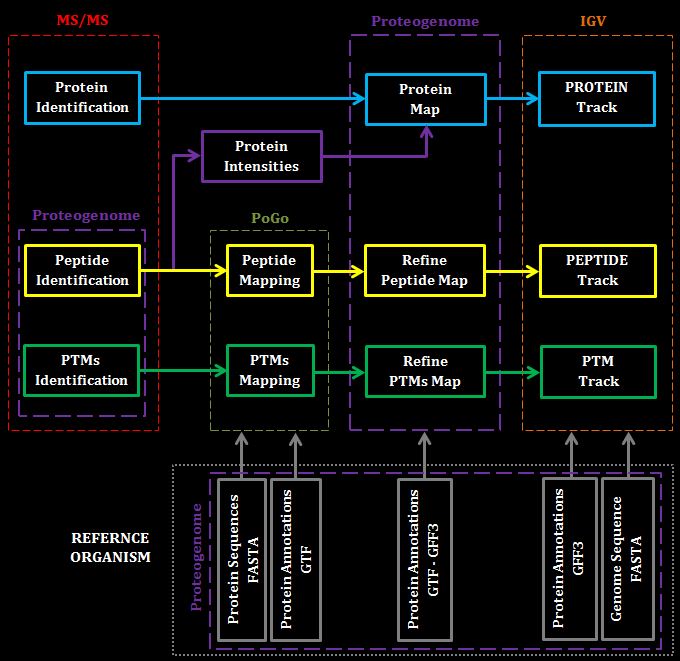 MS/MS
Proteogenome
IGV
Protein
Identification
Protein
Map
PROTEIN
Track
Protein
Intensities
Proteogenome
PoGo
Peptide
Identification
Peptide
Mapping
Refine
Peptide Map
PEPTIDE
Track
PTMs
Identification
PTMs
Mapping
Refine
PTMs Map
PTM
Track
REFERNCE
ORGANISM
Proteogenome
Protein Sequences
FASTA
Protein Annotations
GTF
Protein Annotations
GTF - GFF3
Protein Annotations
GFF3
Genome Sequence
FASTA